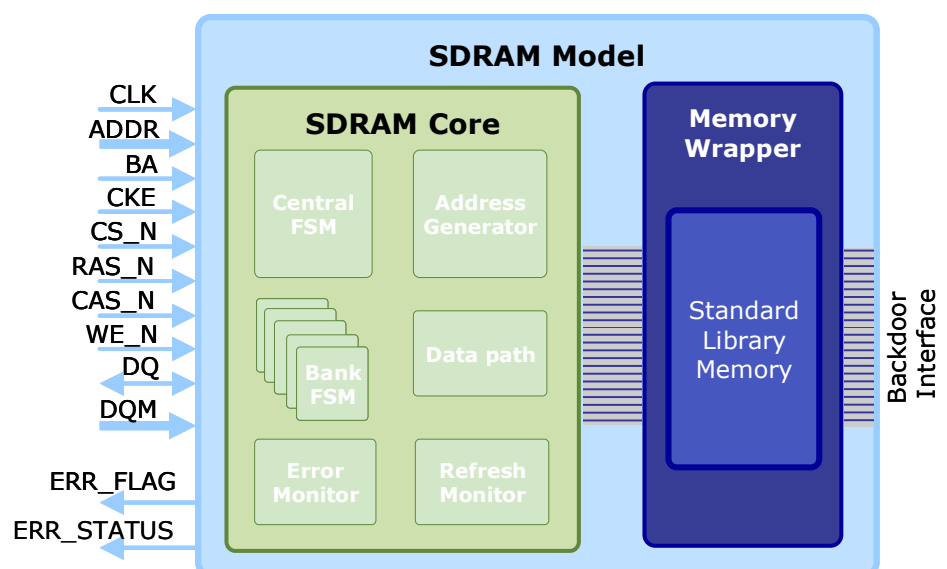 SDRAM Model
CLK
ADDR
BA
CKE
CS_N
RAS_N
CAS_N
WE_N
DQ
DQM
ERR_FLAG
ERR_STATUS
SDRAM Core
Central
FSM
Address
Generator
Bank
FSM
Data path
Error
Monitor
Refresh
Monitor
Memory
Wrapper
Standard
Library
Memory
Backdoor
Interface